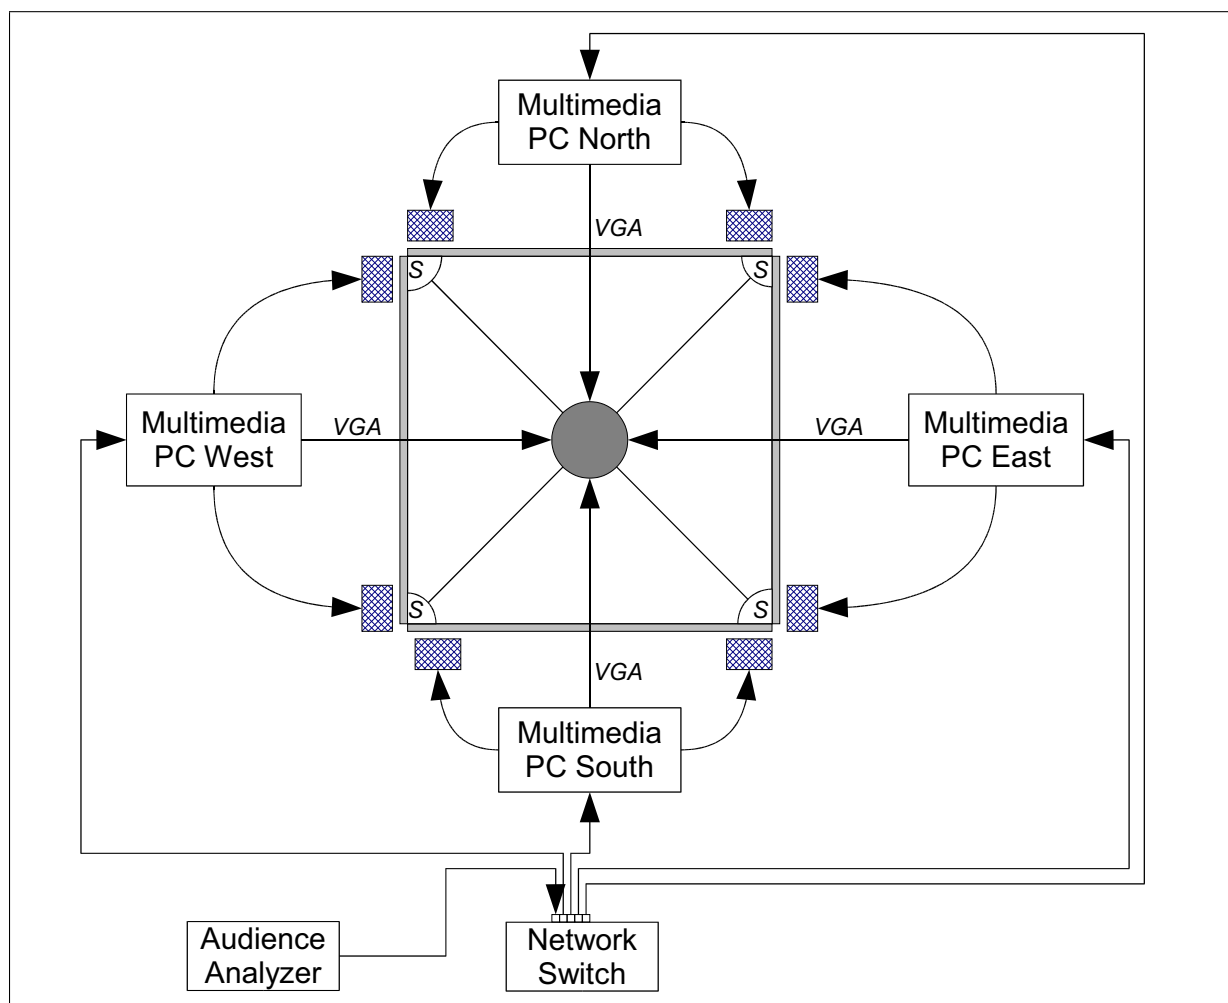 Multimedia
PC North
VGA
S
S
Multimedia
PC West
VGA
VGA
Multimedia
PC East
S
S
VGA
Multimedia
PC South
Audience
Analyzer
Network
Switch